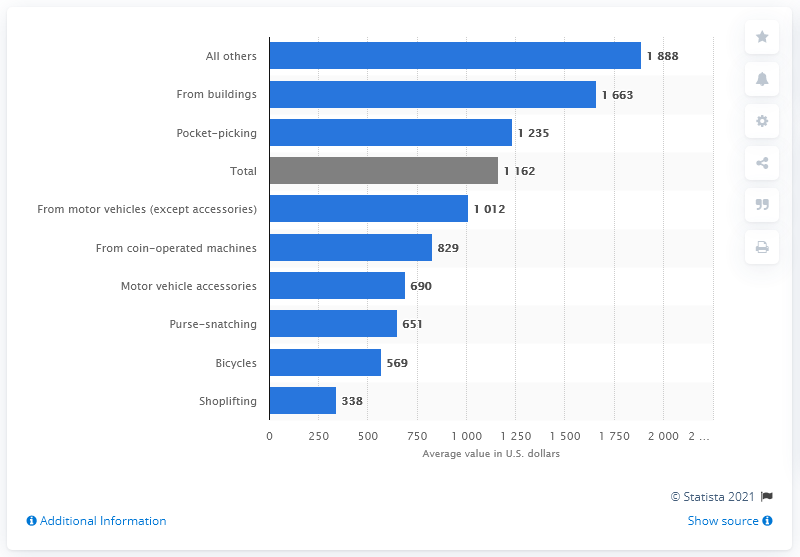 All others 1 888
From buildings 1 663
Pocket-picking 1 235
Total 1 162
From motor vehicles (except accessories) 1 012
From coin-operated machines 829
Motor vehicle accessories 690
Purse-snatching 651
Bicycles 569
Shoplifting 338
0 250 500 750 1 000 1 250 1 500 1 750 2 000 2 ...
Average value in U.S. dollars
© Statista 2021
Additional Information
Show source